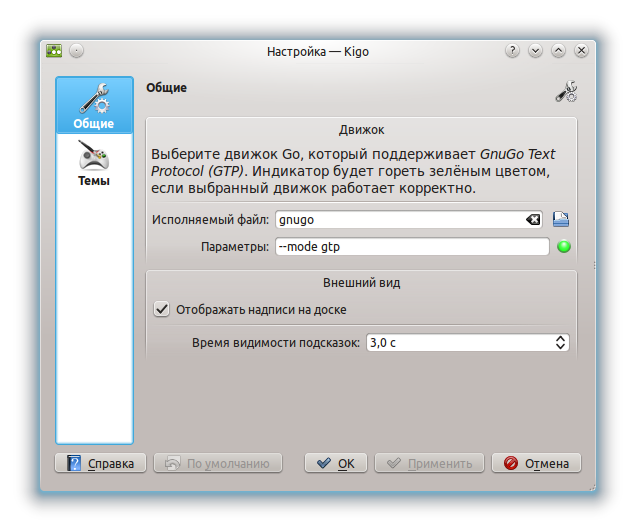 Настройка — Kigo
Общие
Темы
Общие
Движок
Выберите движок Go, который поддерживает GnuGo Text
Protocol (GTP). Индикатор будет гореть зелёным цветом,
если выбранный движок работает корректно.
Исполняемый файл: gnugo
Параметры: --mode gtp
Внешний вид
Отображать надписи на доске
Время видимости подсказок: 3,0 с
Справка По умолчанию OK Применить Отмена